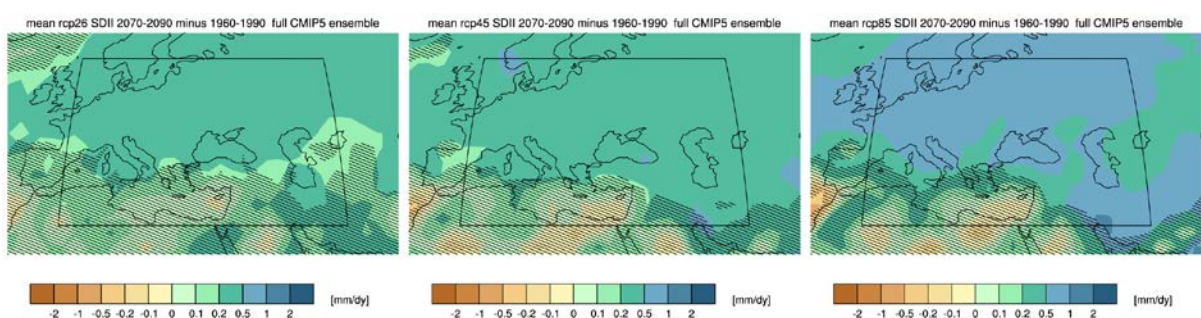 mean rcp26 SDII 2070-2090 minus 1960-1990 full CMIP5 ensemble
mean rcp45 SDII 2070-2090 minus 1960-1990 full CMIP5 ensemble
mean rcp85 SDII 2070-2090 minus 1960-1990 full CMIP5 ensemble
[mm/dy]
-2 -1 -0.5 -0.2 -0.1 0 0.1 0.2 0.5 1 2
[mm/dy]
-2 -1 -0.5 -0.2 -0.1 0 0.1 0.2 0.5 1 2
[mm/dy]
-2 -1 -0.5 -0.2 -0.1 0 0.1 0.2 0.5 1 2